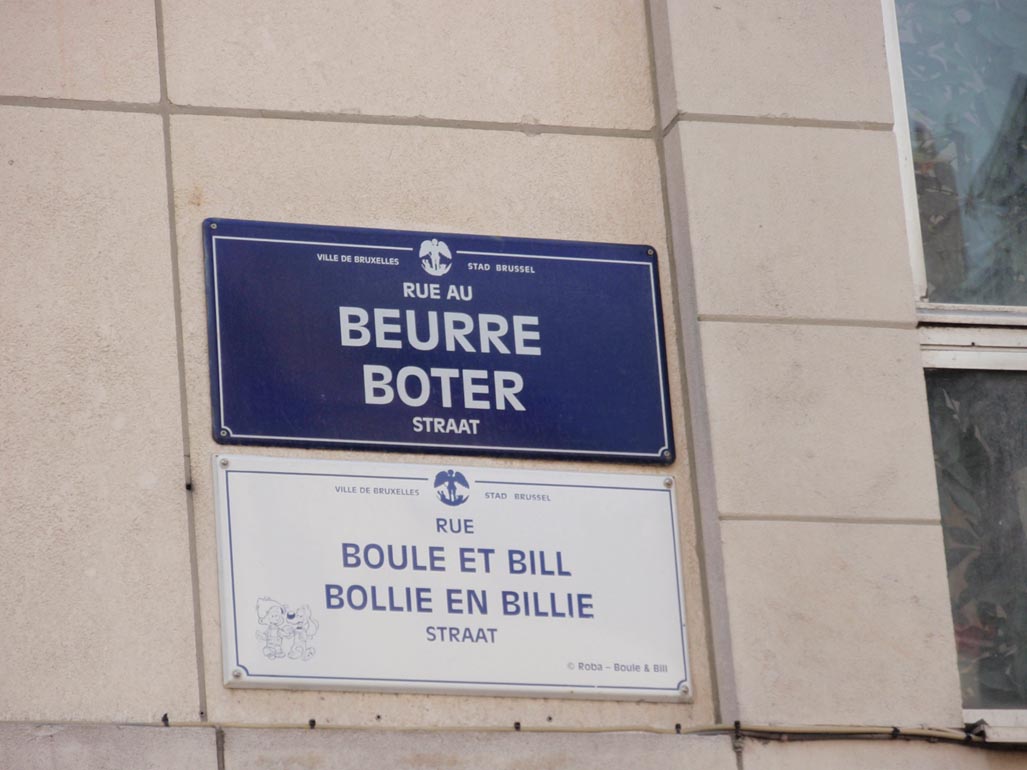 VILLE DE BRUXELLES STAD BRUSSEL
RUE AU
BEURRE
BOTER
STRAAT
VILLE DE BRUXELLES STAD BRUSSEL
RUE
BOULE ET BILL
BOLLIE EN BILLIE
STRAAT
© Roba – Boule & Bill